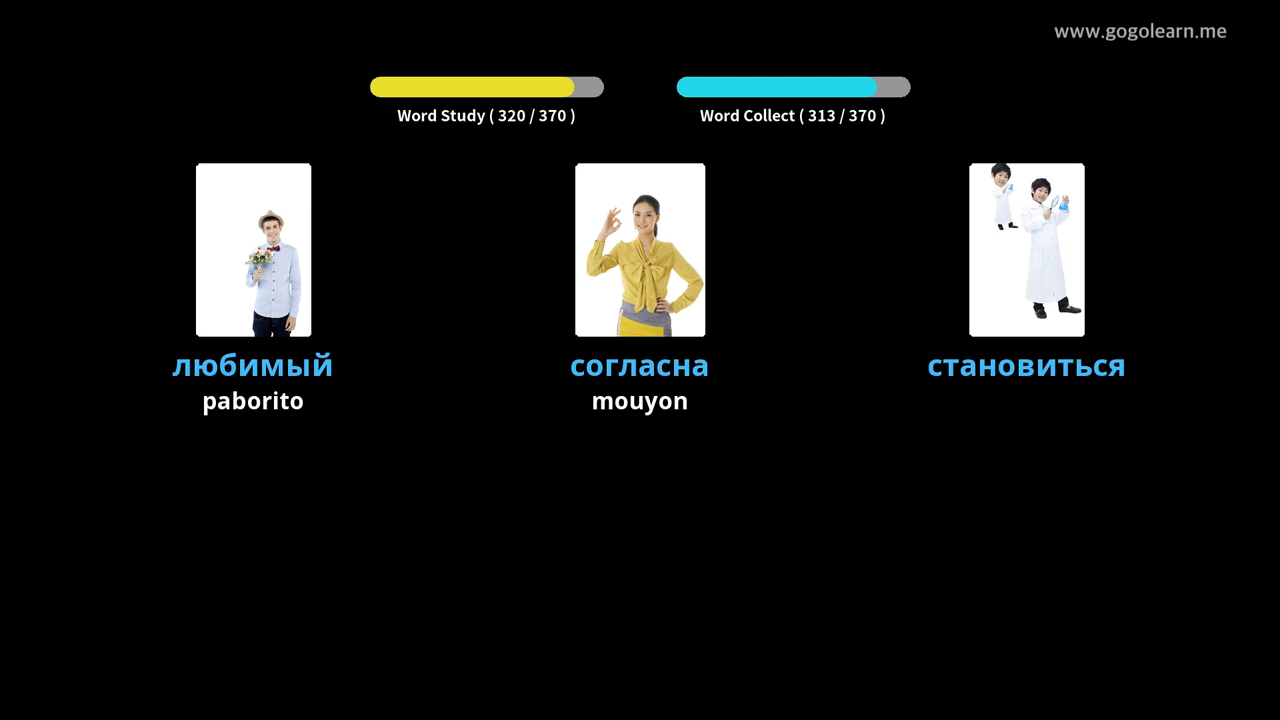 www.gogolearn.me
Word Study ( 320 / 370 )
Word Collect ( 313 / 370 )
любимый
paborito
согласна
mouyon
становиться